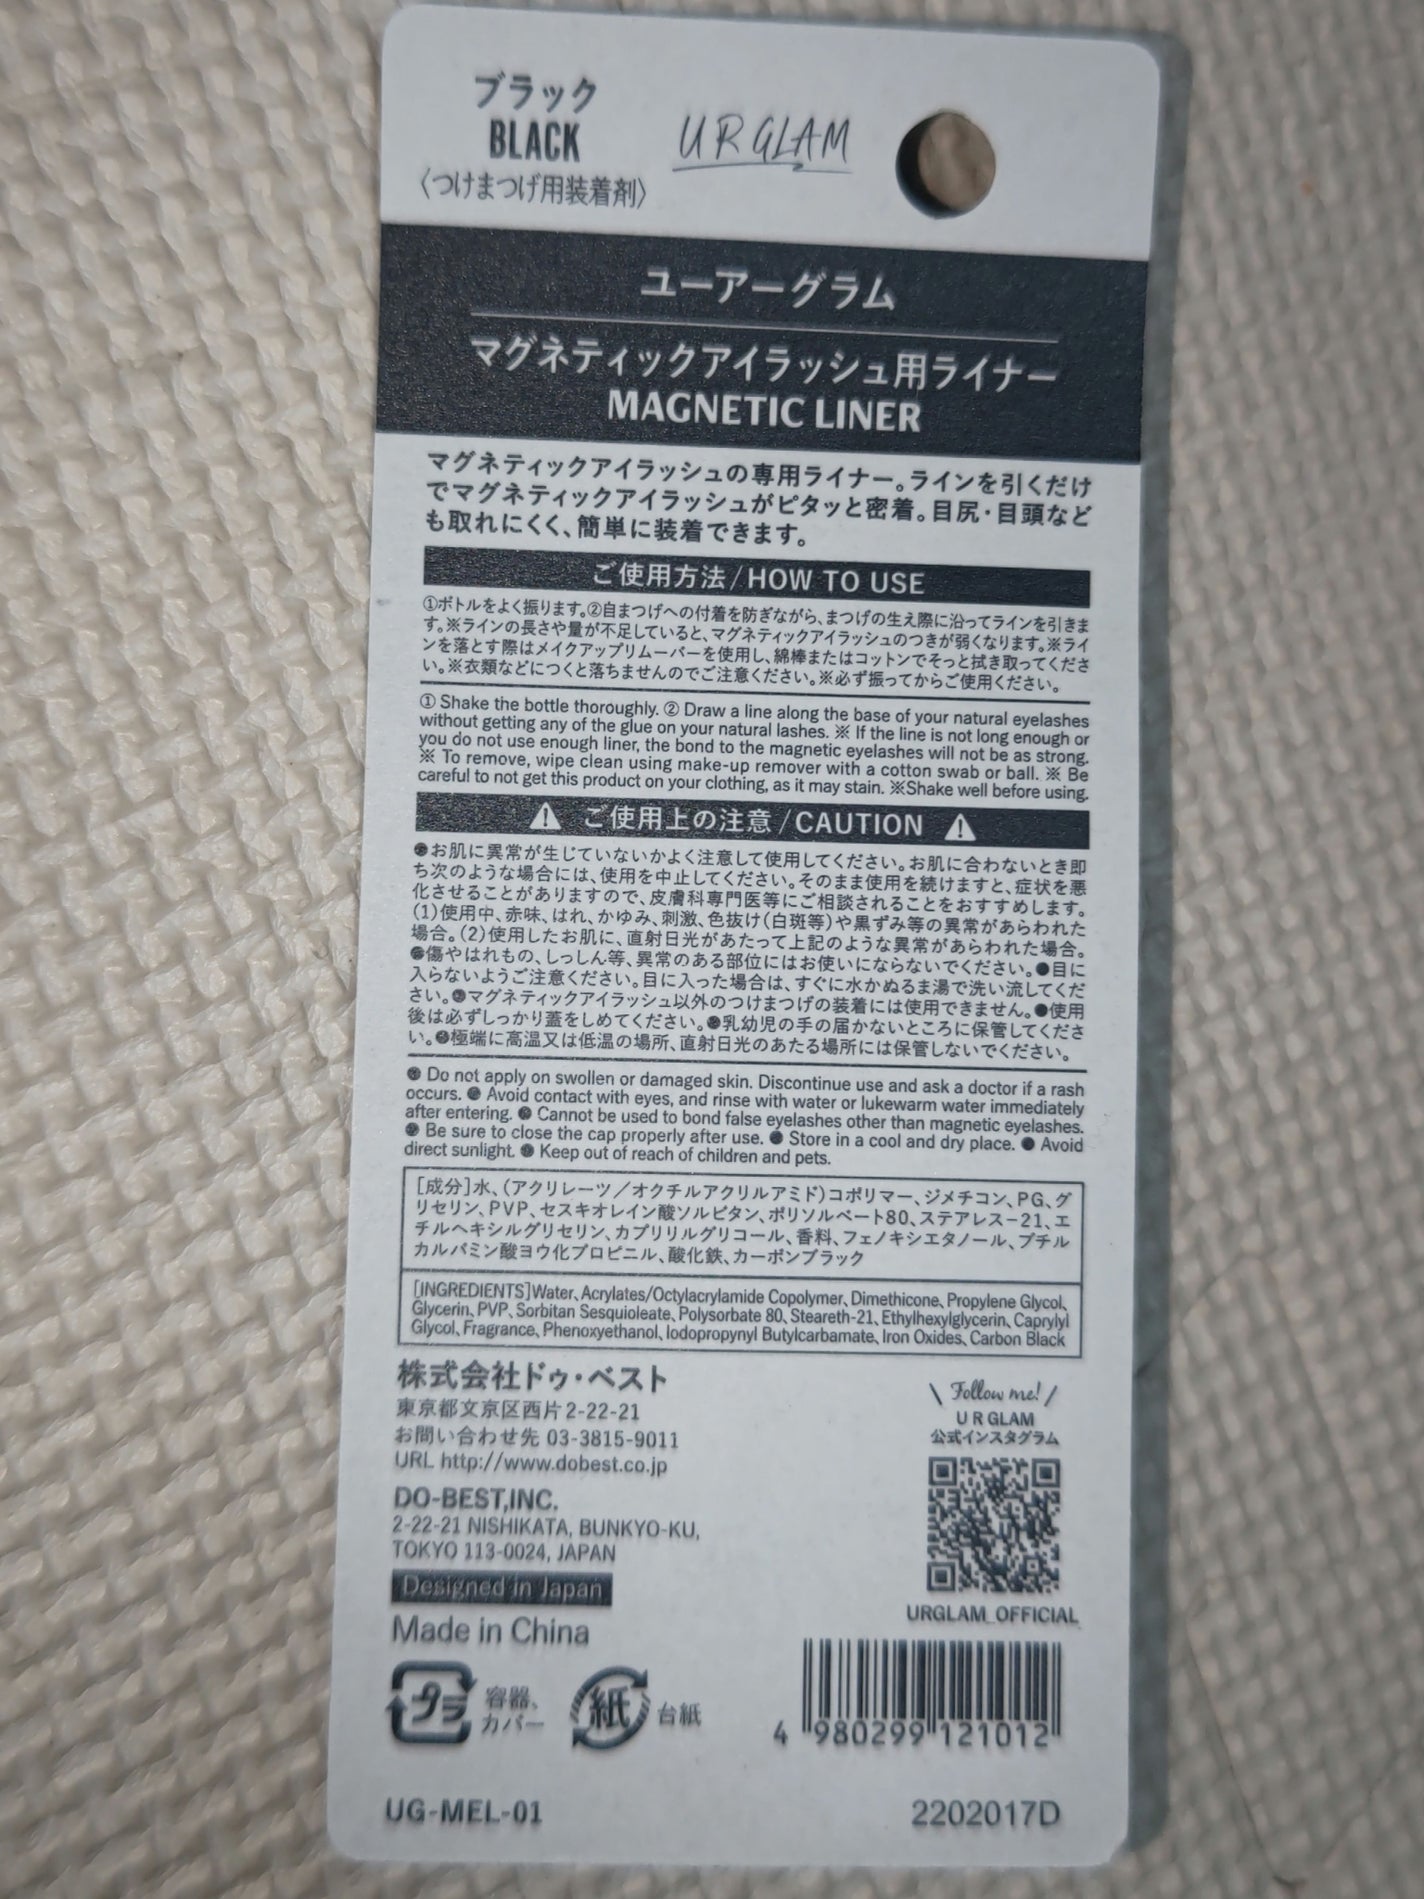 ブラック
BLACK
〈つけまつげ用装着剤〉
URGLAM
ユーアーグラム
マグネティックアイラッシュ用ライナー
MAGNETIC LINER
マグネティックアイラッシュの専用ライナー。ラインを引くだけ
でマグネティックアイラッシュがピタッと密着。目尻・目頭など
も取れにくく、簡単に装着できます。
ご使用方法/HOW TO USE
①ボトルをよく振ります。②自まつげへの付着を防ぎながら、まつげの生え際に沿ってラインを引きま
す。※ラインの長さや量が不足していると、マグネティックアイラッシュのつきが弱くなります。※ライ
ンを落とす際はメイクアップリムーバーを使用し、綿棒またはコットンでそっと拭き取ってくださ
い。※衣類などにつくと落ちませんのでご注意ください。※必ず振ってからご使用ください。
① Shake the bottle thoroughly. ② Draw a line along the base of your natural eyelashes
without getting any of the glue on your natural lashes. ※ If the line is not long enough or
you do not use enough liner, the bond to the magnetic eyelashes will not be as strong.
※ To remove, wipe clean using make-up remover with a cotton swab or ball. ※ Be
careful to not get this product on your clothing, as it may stain. ※Shake well before using.
ご使用上の注意/CAUTION
●お肌に異常が生じていないかよく注意して使用してください。お肌に合わないとき即
ち次のような場合には、使用を中止してください。そのまま使用を続けますと、症状を悪
化させることがありますので、皮膚科専門医等にご相談されることをおすすめします。
(1)使用中、赤味、はれ、かゆみ、刺激、色抜け(白斑等)や黒ずみ等の異常があらわれた
場合。(2)使用したお肌に、直射日光があたって上記のような異常があらわれた場合。
●傷やはれもの、しっしん等、異常のある部位にはお使いにならないでください。●目に
入らないようご注意ください。目に入った場合は、すぐに水かぬるま湯で洗い流してくだ
さい。●マグネティックアイラッシュ以外のつけまつげの装着には使用できません。●使用
後は必ずしっかり蓋をしめてください。●乳幼児の手の届かないところに保管してくださ
い。●極端に高温又は低温の場所、直射日光のあたる場所には保管しないでください。
● Do not apply on swollen or damaged skin. Discontinue use and ask a doctor if a rash
occurs. ● Avoid contact with eyes, and rinse with water or lukewarm water immediately
after entering. ● Cannot be used to bond false eyelashes other than magnetic eyelashes.
● Be sure to close the cap properly after use. ● Store in a cool and dry place. ● Avoid
direct sunlight. ● Keep out of reach of children and pets.
[成分]水、(アクリレーツ/オクチルアクリルアミド)コポリマー、ジメチコン、PG、グ
リセリン、PVP、セスキオレイン酸ソルビタン、ポリソルベート80、ステアレス-21、エ
チルヘキシルグリセリン、カプリリルグリコール、香料、フェノキシエタノール、ブチル
カルバミン酸ヨウ化プロピニル、酸化鉄、カーボンブラック
[INGREDIENTS]Water, Acrylates/Octylacrylamide Copolymer, Dimethicone, Propylene Glycol,
Glycerin, PVP, Sorbitan Sesquioleate, Polysorbate 80, Steareth-21, Ethylhexylglycerin, Caprylyl
Glycol, Fragrance, Phenoxyethanol, Iodopropynyl Butylcarbamate, Iron Oxides, Carbon Black
株式会社ドゥ・ベスト
東京都文京区西片2-22-21
お問い合わせ先 03-3815-9011
URL http://www.dobest.co.jp
DO-BEST,INC.
2-22-21 NISHIKATA, BUNKYO-KU,
TOKYO 113-0024, JAPAN
Designed in Japan
Made in China
\ Follow me! /
UR GLAM
公式インスタグラム
URGLAM_OFFICIAL
プラ
容器、
カバー
紙
台紙
4 980299 121012
UG-MEL-01
2202017D